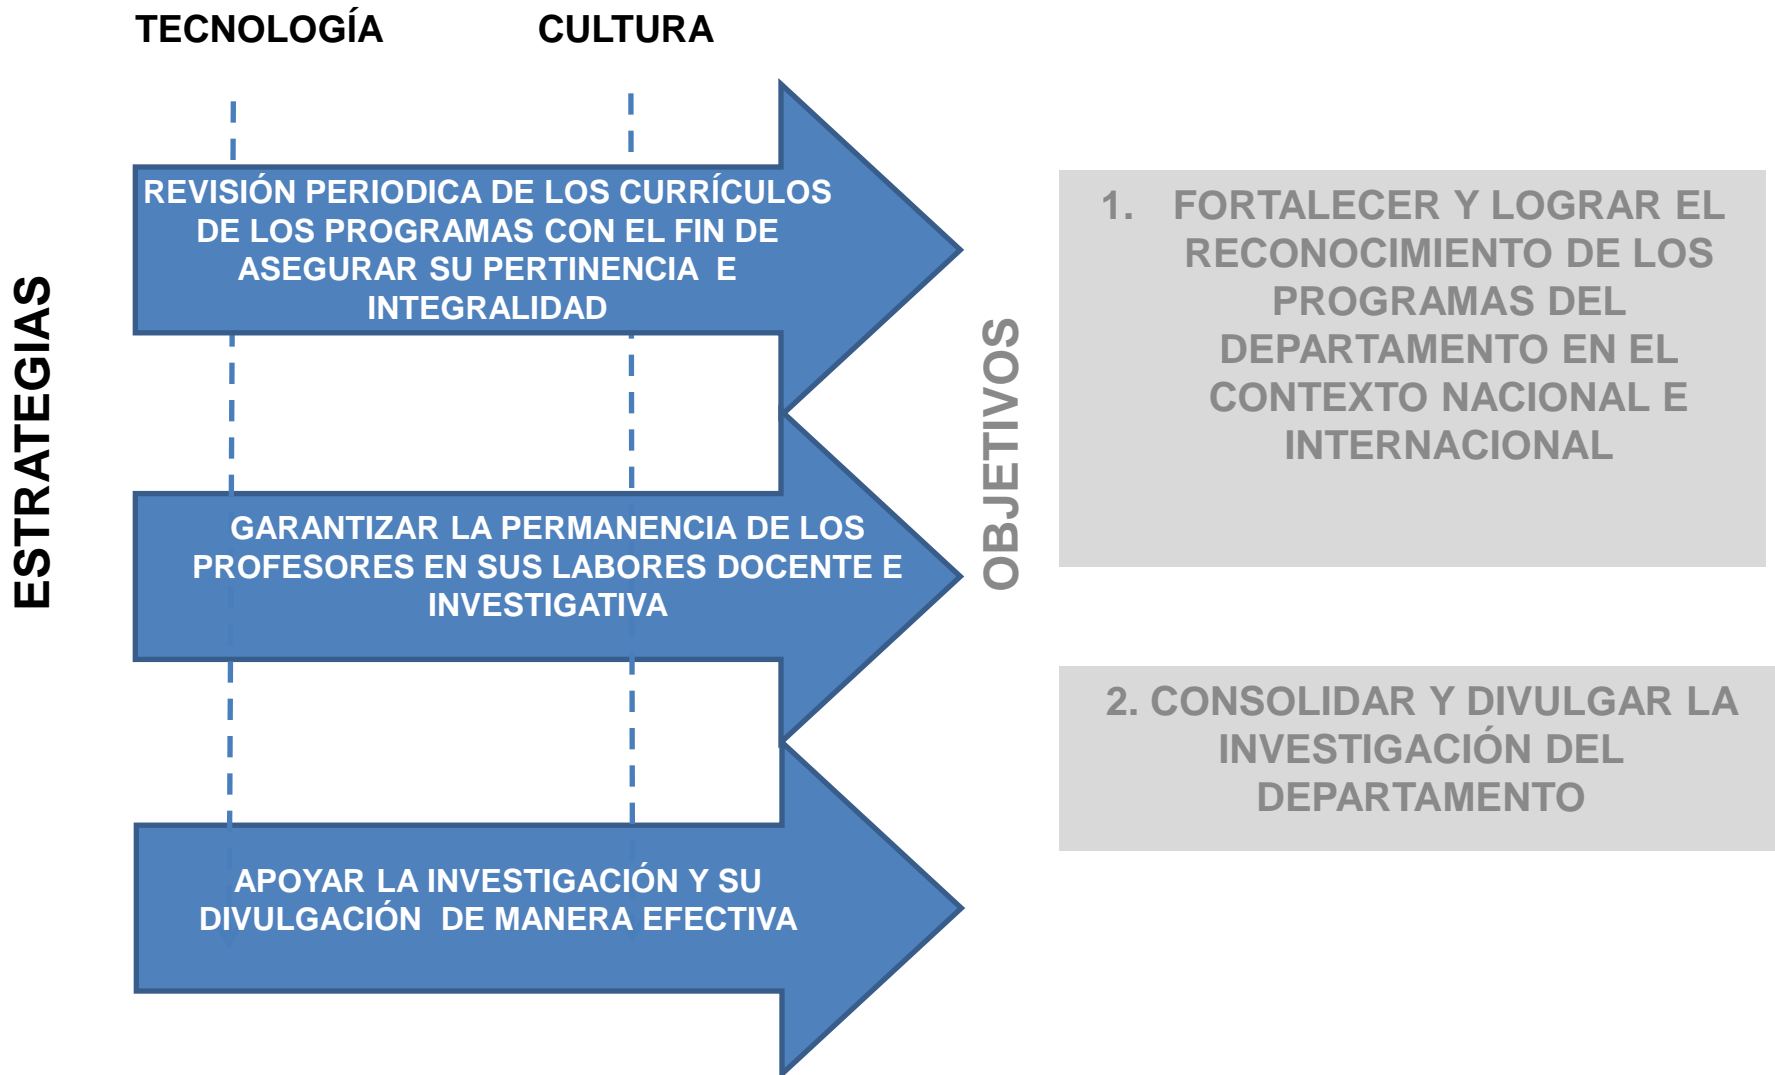 TECNOLOGÍA
CULTURA
ESTRATEGIAS
REVISIÓN PERIODICA DE LOS CURRÍCULOS
DE LOS PROGRAMAS CON EL FIN DE
ASEGURAR SU PERTINENCIA E
INTEGRALIDAD
GARANTIZAR LA PERMANENCIA DE LOS
PROFESORES EN SUS LABORES DOCENTE E
INVESTIGATIVA
APOYAR LA INVESTIGACIÓN Y SU
DIVULGACIÓN DE MANERA EFECTIVA
OBJETIVOS
1. FORTALECER Y LOGRAR EL
RECONOCIMIENTO DE LOS
PROGRAMAS DEL
DEPARTAMENTO EN EL
CONTEXTO NACIONAL E
INTERNACIONAL
2. CONSOLIDAR Y DIVULGAR LA
INVESTIGACIÓN DEL
DEPARTAMENTO